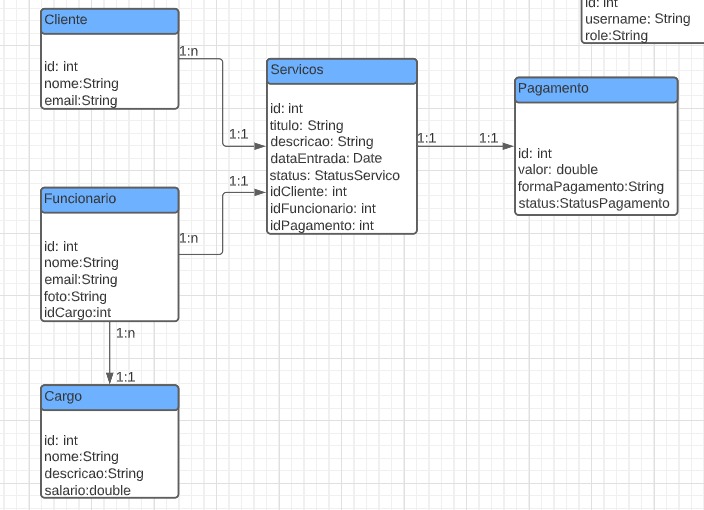 Cliente
id: int
nome:String
email:String
1:n
1:1
Servicos
id: int
titulo: String
descricao: String
dataEntrada: Date
status: StatusServico
idCliente: int
idFuncionario: int
idPagamento: int
1:1
1:1
Pagamento
id: int
valor: double
formaPagamento:String
status:StatusPagamento
id: int
username: String
role:String
Funcionario
id: int
nome:String
email:String
foto:String
idCargo:int
1:n
1:1
1:n
1:1
Cargo
id: int
nome:String
descricao:String
salario:double